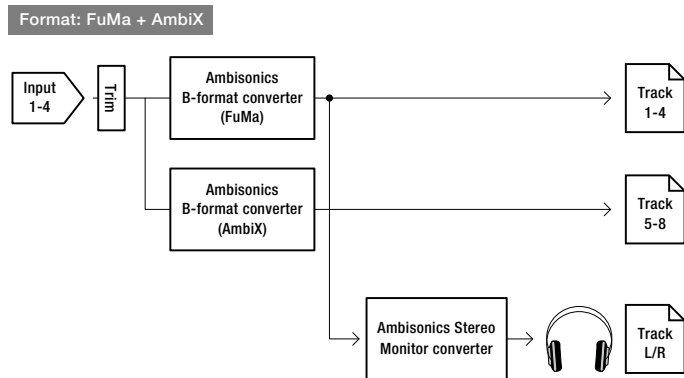 Format: FuMa + AmbiX
Input
1-4
Trim
Ambisonics
B-format converter
(FuMa)
Track
1-4
Ambisonics
B-format converter
(AmbiX)
Track
5-8
Ambisonics Stereo
Monitor converter
Track
L/R